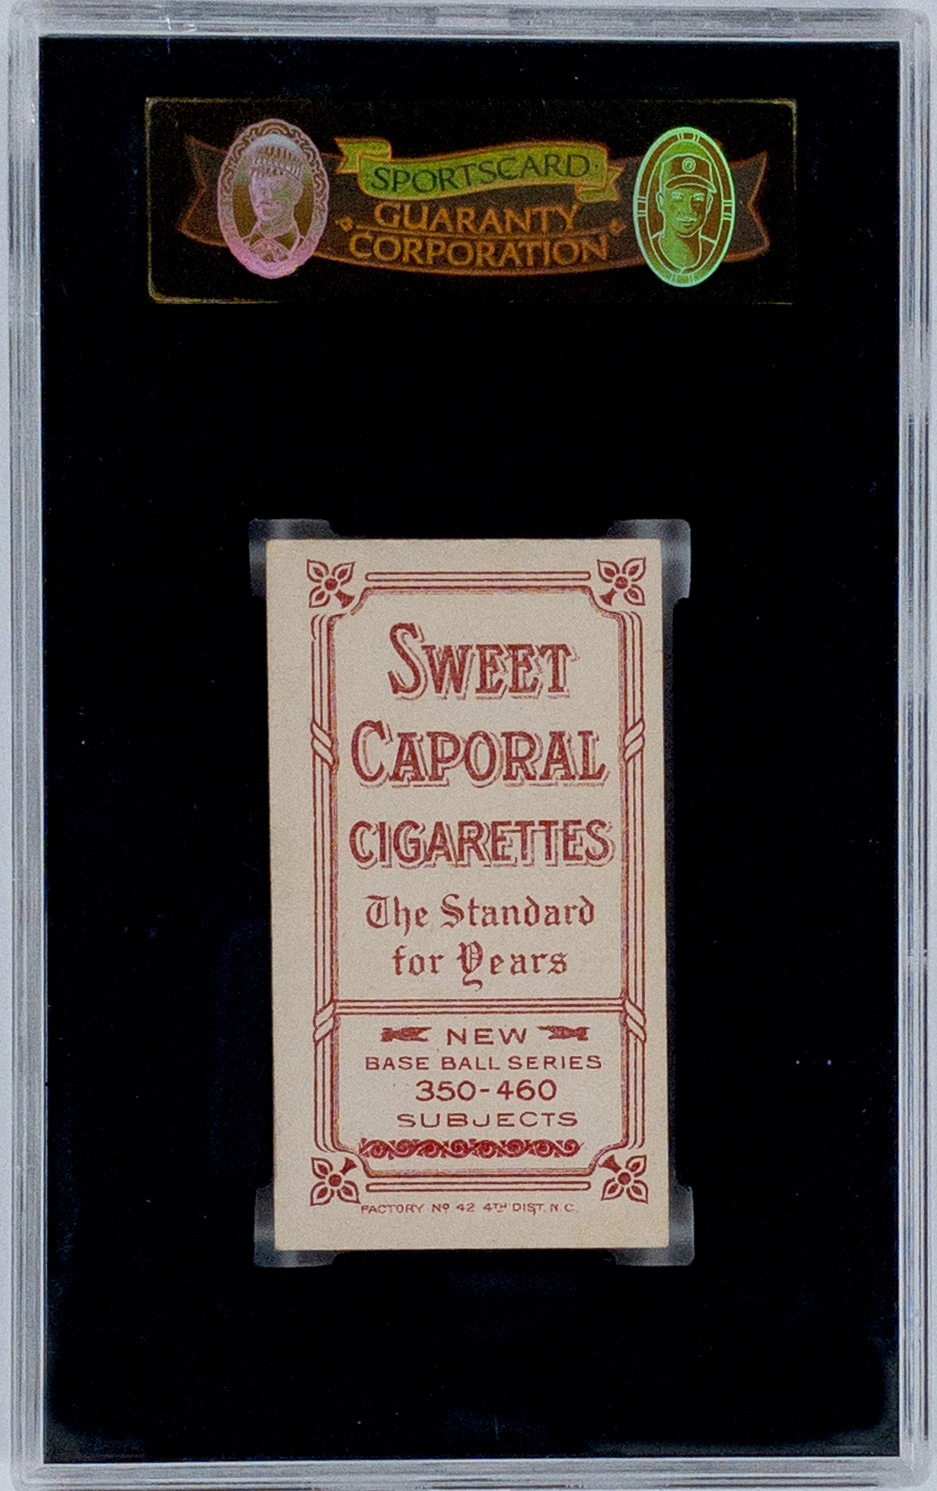 SPORTSCARD
GUARANTY
CORPORATION
SWEET
CAPORAL
CIGARETTES
The Standard
for Years
NEW
BASE BALL SERIES
350-460
SUBJECTS
FACTORY Nº 42 4TH DIST. N.C.